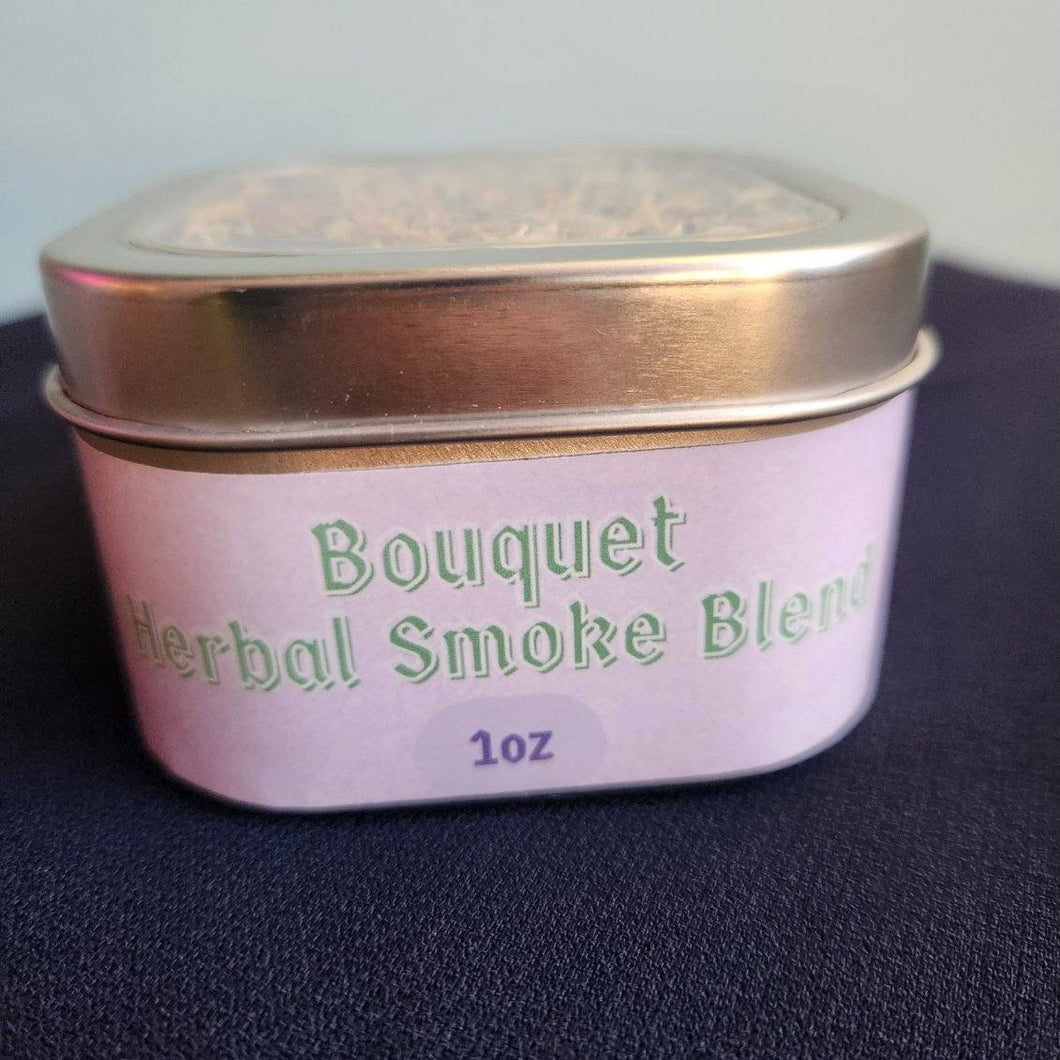 Bouquet
Herbal Smoke Blend
1oz